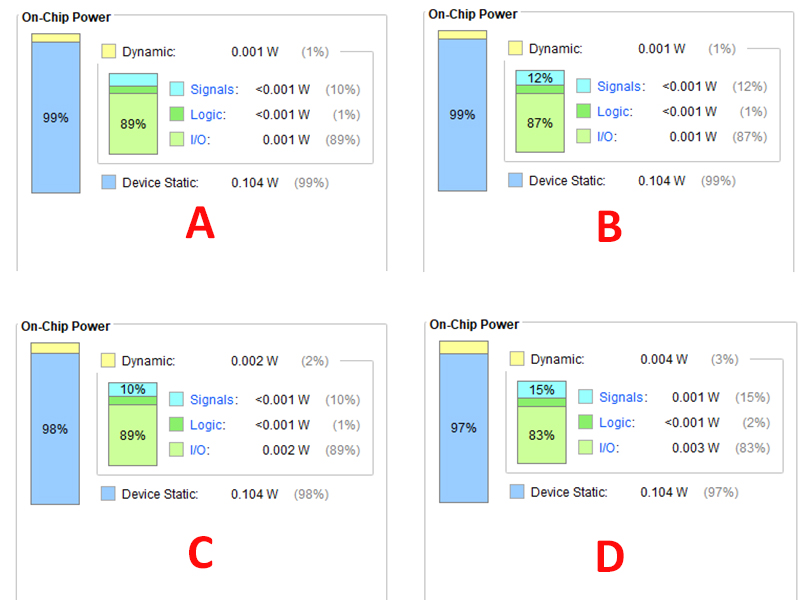 On-Chip Power
Dynamic: 0.001 W (1%)
99%
89%
Signals: <0.001 W (10%)
Logic: <0.001 W (1%)
I/O: 0.001 W (89%)
Device Static: 0.104 W (99%)
A
On-Chip Power
Dynamic: 0.001 W (1%)
99%
12%
87%
Signals: <0.001 W (12%)
Logic: <0.001 W (1%)
I/O: 0.001 W (87%)
Device Static: 0.104 W (99%)
B
On-Chip Power
Dynamic: 0.002 W (2%)
98%
10%
89%
Signals: <0.001 W (10%)
Logic: <0.001 W (1%)
I/O: 0.002 W (89%)
Device Static: 0.104 W (98%)
C
On-Chip Power
Dynamic: 0.004 W (3%)
97%
15%
83%
Signals: 0.001 W (15%)
Logic: <0.001 W (2%)
I/O: 0.003 W (83%)
Device Static: 0.104 W (97%)
D